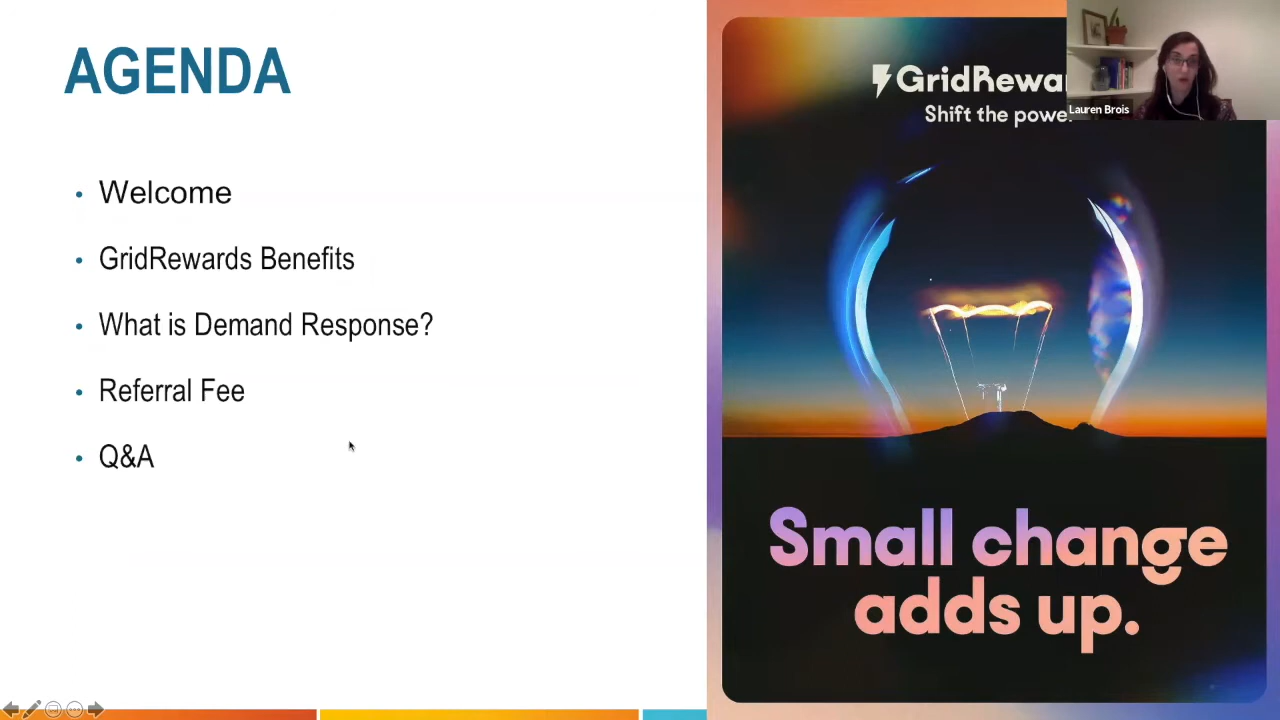 AGENDA
• Welcome
• GridRewards Benefits
• What is Demand Response?
• Referral Fee
• Q&A
GridRewar
Shift the power
Lauren Brois
Small change
adds up.